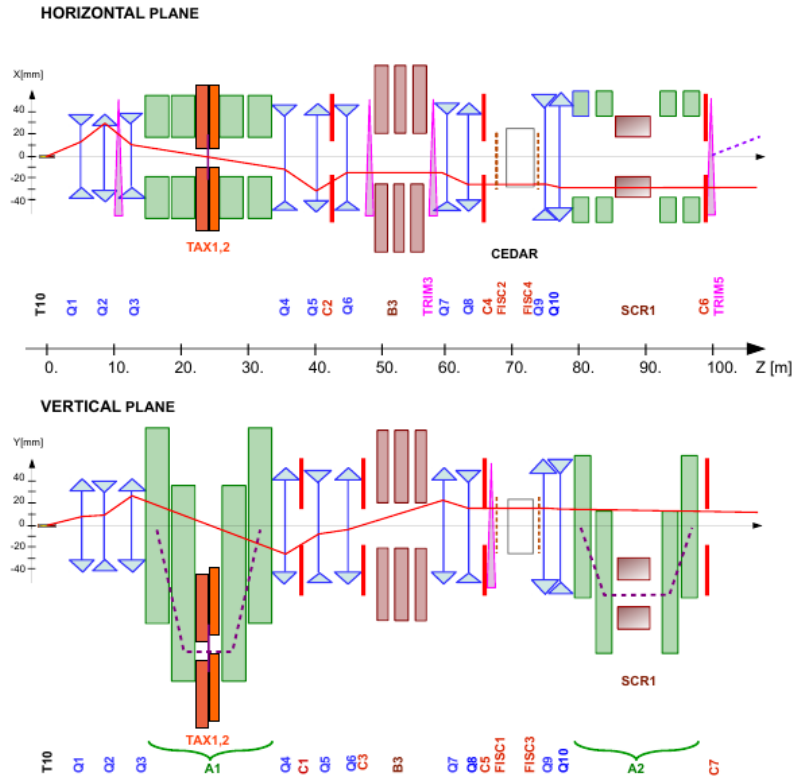 HORIZONTAL PLANE
X[mm]
40
20
0
-20
-40
TAX1,2
CEDAR
T10 Q1 Q2 Q3 Q4 Q5 C2 Q6 B3 TRIM3 Q7 Q8 C4 FISC2 FISC4 Q9 Q10 SCR1 C6 TRIM5
0. 10. 20. 30. 40. 50. 60. 70. 80. 90. 100. Z [m]
VERTICAL PLANE
Y[mm]
40
20
0
-20
-40
SCR1
TAX1,2
T10 Q1 Q2 Q3 A1 Q4 C1 Q5 Q6 C3 B3 Q7 Q8 C5 FISC1 FISC3 Q9 Q10 A2 C7